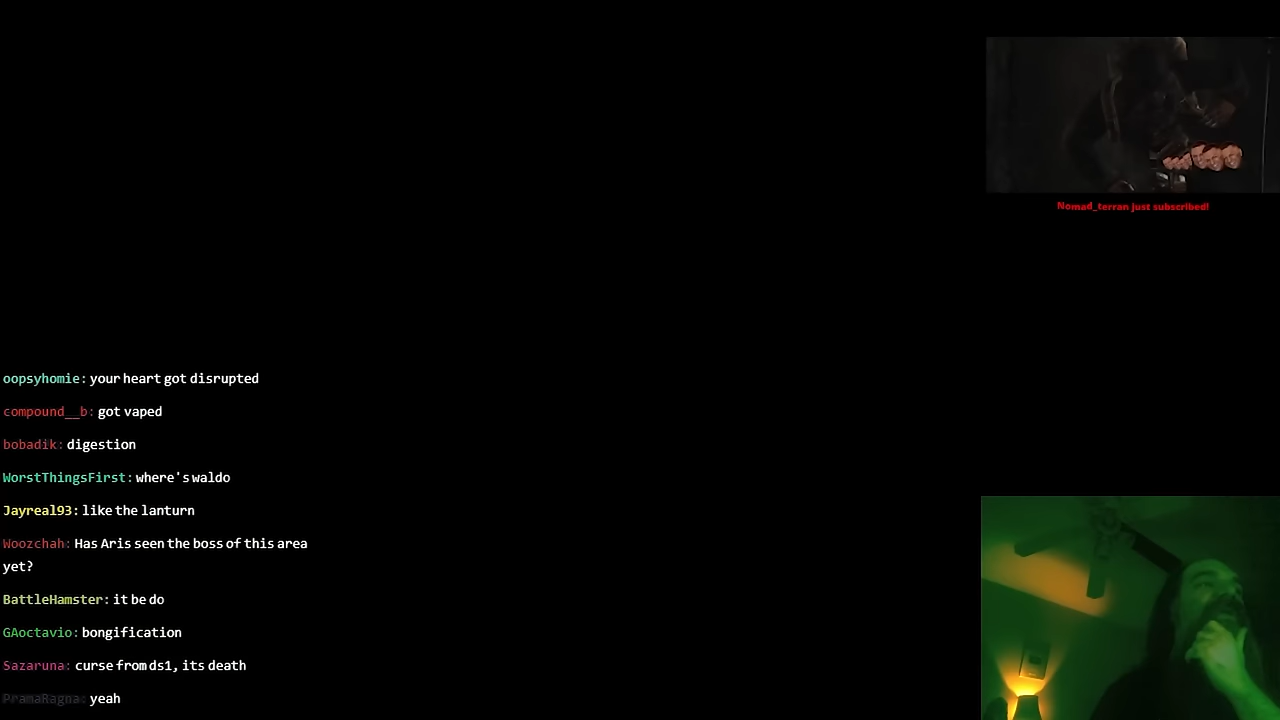 Nomad_terran just subscribed!
oopsyhomie: your heart got disrupted
compound__b: got vaped
bobadik: digestion
WorstThingsFirst: where's waldo
Jayreal93: like the lanturn
Woozchah: Has Aris seen the boss of this area
yet?
BattleHamster: it be do
GAoctavio: bongification
Sazaruna: curse from ds1, its death
PramaRagna: yeah